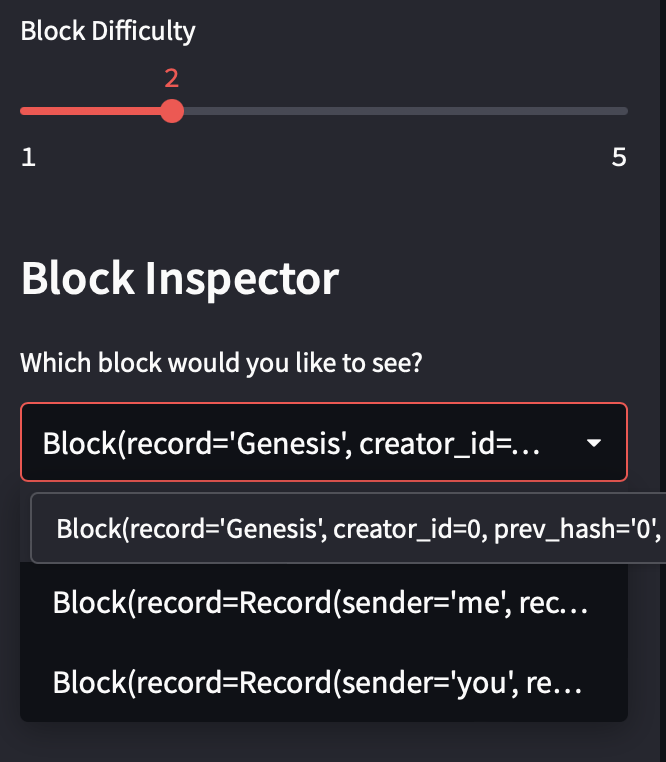 Block Difficulty
2
1 5
Block Inspector
Which block would you like to see?
Block(record='Genesis', creator_id=...
Block(record='Genesis', creator_id=0, prev_hash='0',
Block(record=Record(sender='me', rec...
Block(record=Record(sender='you', re...